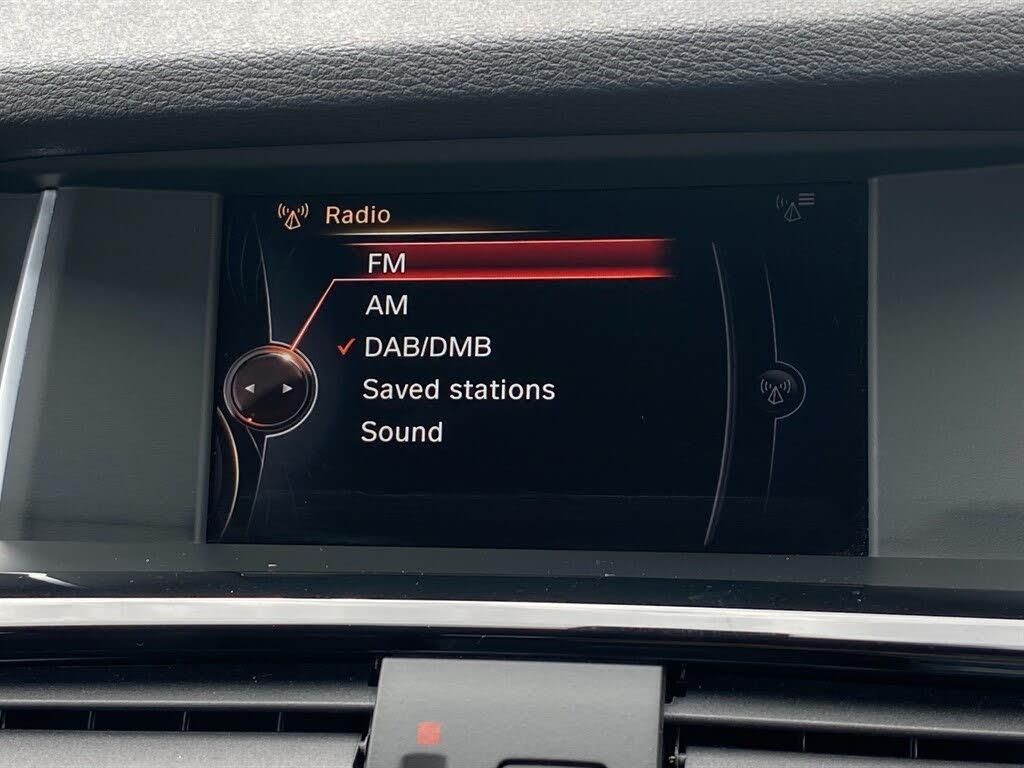 Radio
FM
AM
DAB/DMB
Saved stations
Sound